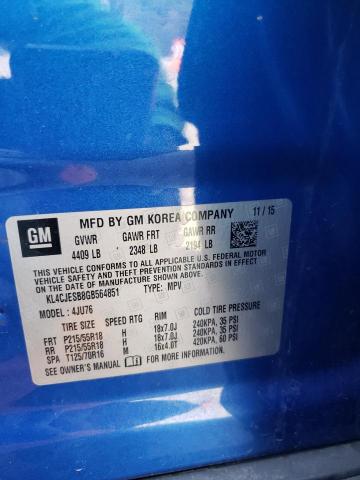 GM
MFD BY GM KOREA COMPANY 11 / 15
GVWR GAWR FRT GAWR RR
4409 LB 2348 LB 2194 LB
THIS VEHICLE CONFORMS TO ALL APPLICABLE U.S. FEDERAL
MOTOR VEHICLE SAFETY, BUMPER, AND THEFT PREVENTION
STANDARDS IN EFFECT ON THE DATE OF MANUFACTURE SHOWN ABOVE.
KL4CJESB8GB564851 TYPE: MPV
MODEL : 4JU76
TIRE SIZE SPEED RTG RIM COLD TIRE PRESSURE
FRT P215/55R18 H 18x7.0J 240KPA, 35 PSI
RR P215/55R18 H 18x7.0J 240KPA, 35 PSI
SPA T125/70R16 M 16x4.0T 420KPA, 60 PSI
SEE OWNER'S MANUAL FOR MORE INFORMATION.